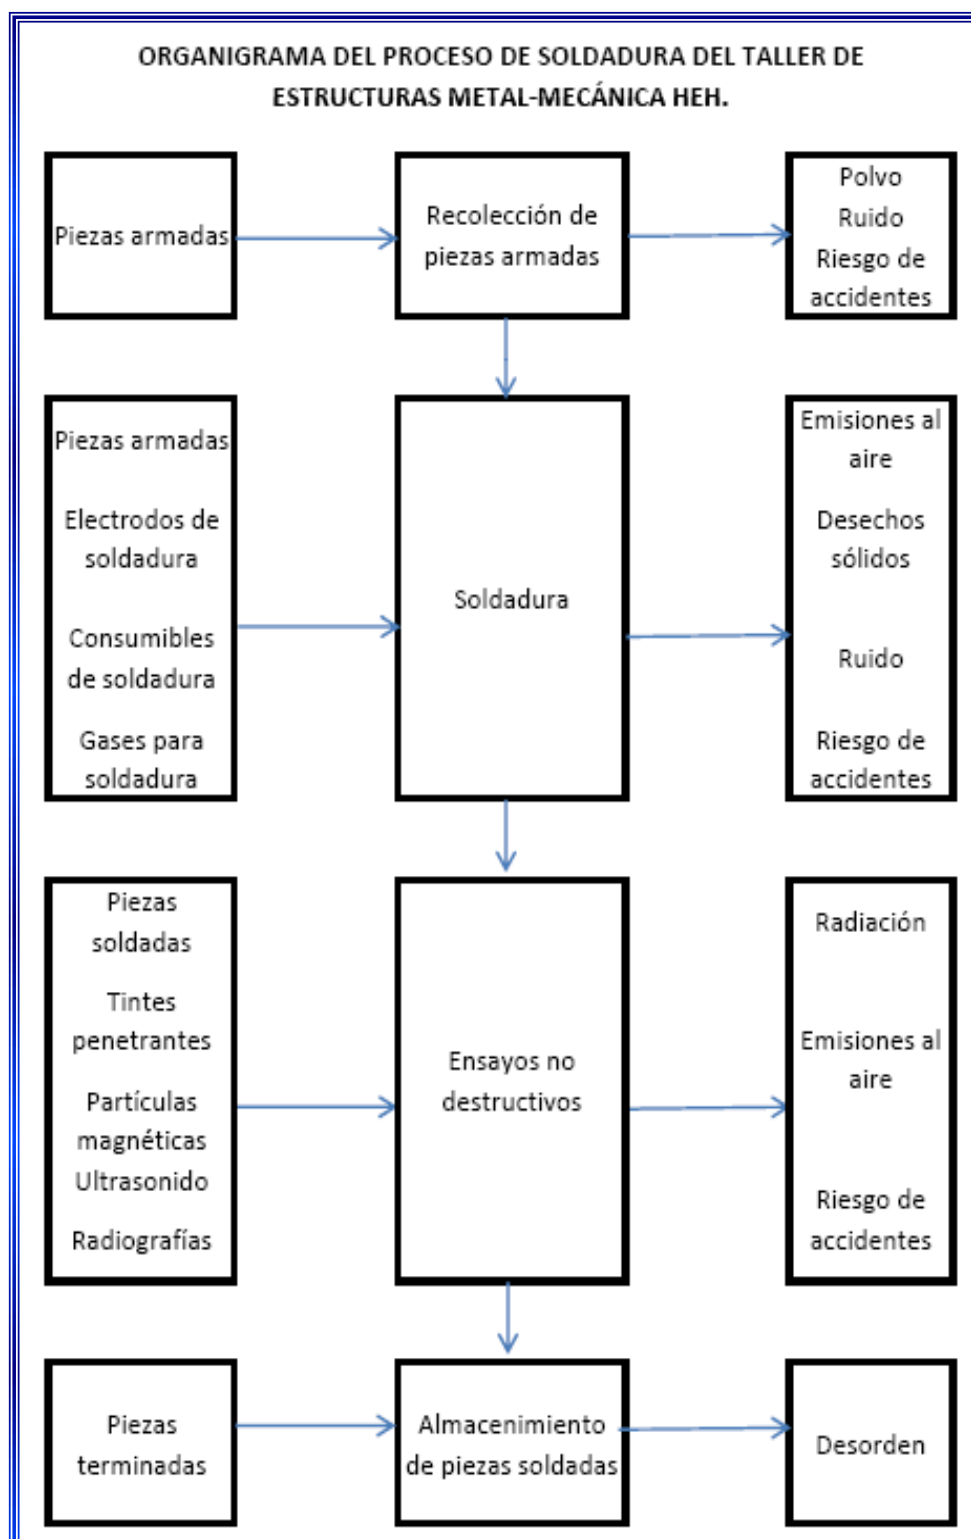 ORGANIGRAMA DEL PROCESO DE SOLDADURA DEL TALLER DE
ESTRUCTURAS METAL-MECÁNICA HEH.
Piezas armadas
Recolección de
piezas armadas
Polvo
Ruido
Riesgo de
accidentes
Piezas armadas
Electrodos de
soldadura
Consumibles
de soldadura
Gases para
soldadura
Soldadura
Emisiones al
aire
Desechos
sólidos
Ruido
Riesgo de
accidentes
Piezas
soldadas
Tintes
penetrantes
Partículas
magnéticas
Ultrasonido
Radiografías
Ensayos no
destructivos
Radiación
Emisiones al
aire
Riesgo de
accidentes
Piezas
terminadas
Almacenimiento
de piezas soldadas
Desorden